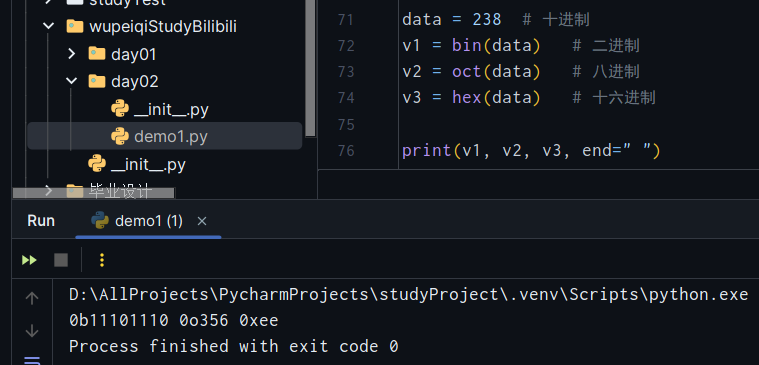 studyTest
wupeiqiStudyBilibili
day01
day02
__init__.py
demo1.py
__init__.py
毕业设计
71 data = 238 # 十进制
72 v1 = bin(data) # 二进制
73 v2 = oct(data) # 八进制
74 v3 = hex(data) # 十六进制
75
76 print(v1, v2, v3, end=" ")
Run demo1 (1) ×
D:\AllProjects\PycharmProjects\studyProject\.venv\Scripts\python.exe
0b11101110 0o356 0xee
Process finished with exit code 0